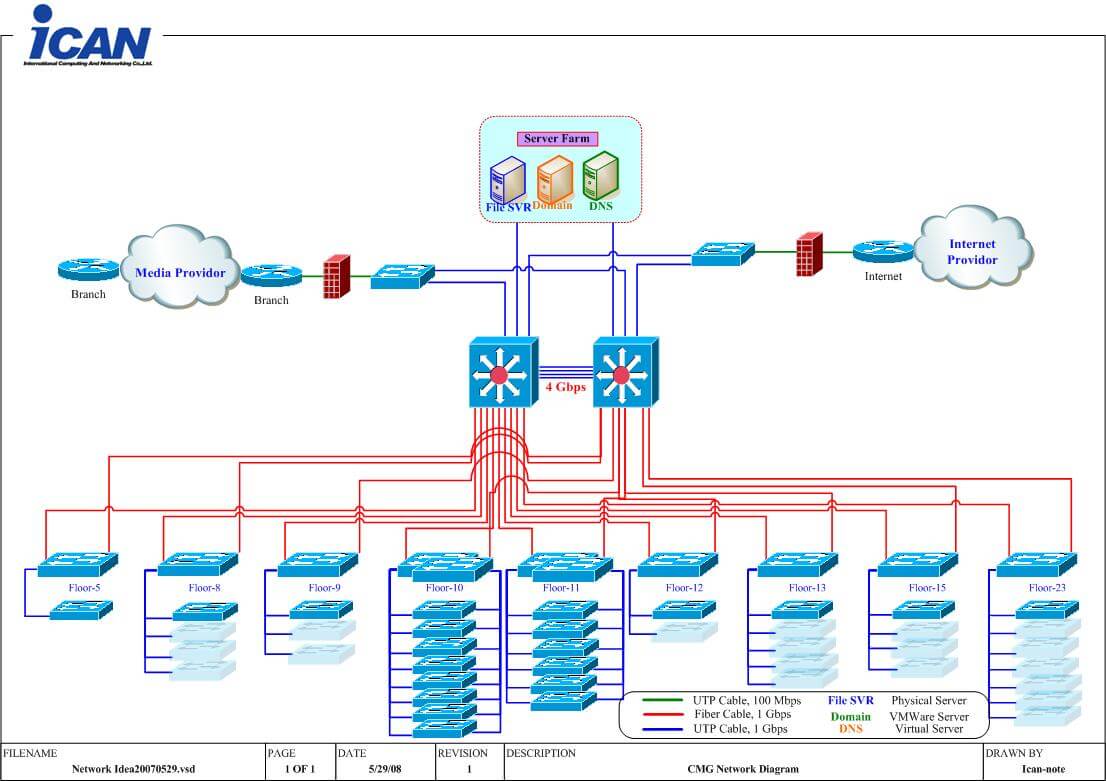 iCAN
International Computing And Networking Co.,Ltd.
Server Farm
File SVR
Domain
DNS
Internet
Providor
Media Providor
Branch
Branch
Internet
4 Gbps
Floor-5
Floor-8
Floor-9
Floor-10
Floor-11
Floor-12
Floor-13
Floor-15
Floor-23
UTP Cable, 100 Mbps File SVR Physical Server
Fiber Cable, 1 Gbps Domain VMWare Server
UTP Cable, 1 Gbps DNS Virtual Server
FILENAME PAGE DATE REVISION DESCRIPTION DRAWN BY
Network Idea20070529.vsd 1 OF 1 5/29/08 1 CMG Network Diagram Ican-note